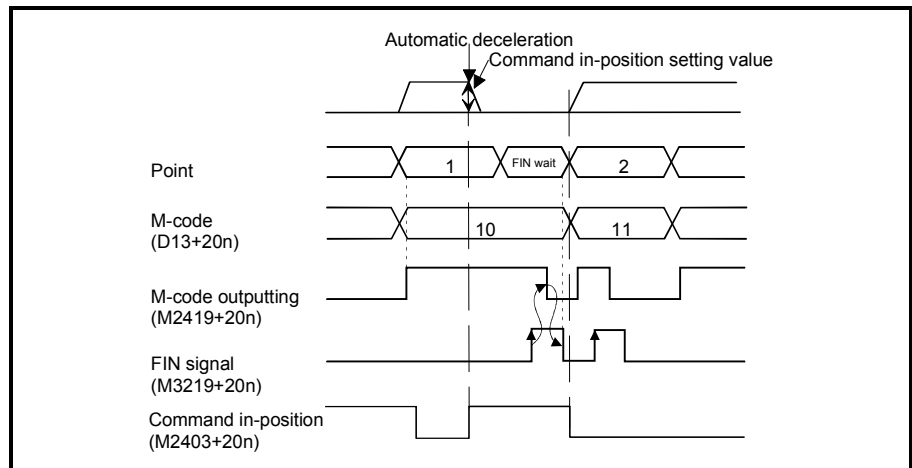 Automatic deceleration
Command in-position setting value
Point
1
FIN wait
2
M-code
(D13+20n)
10
11
M-code outputting
(M2419+20n)
FIN signal
(M3219+20n)
Command in-position
(M2403+20n)